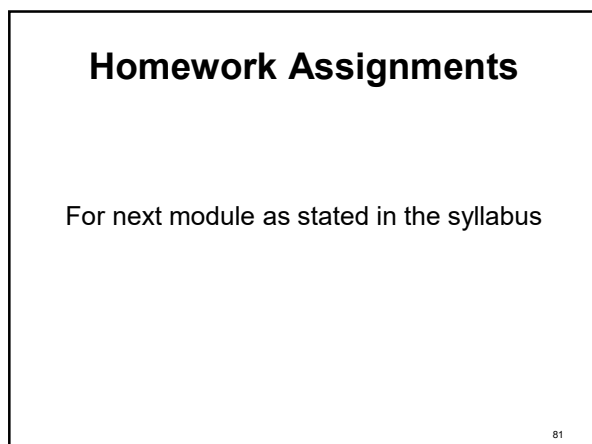 Homework Assignments
For next module as stated in the syllabus
81